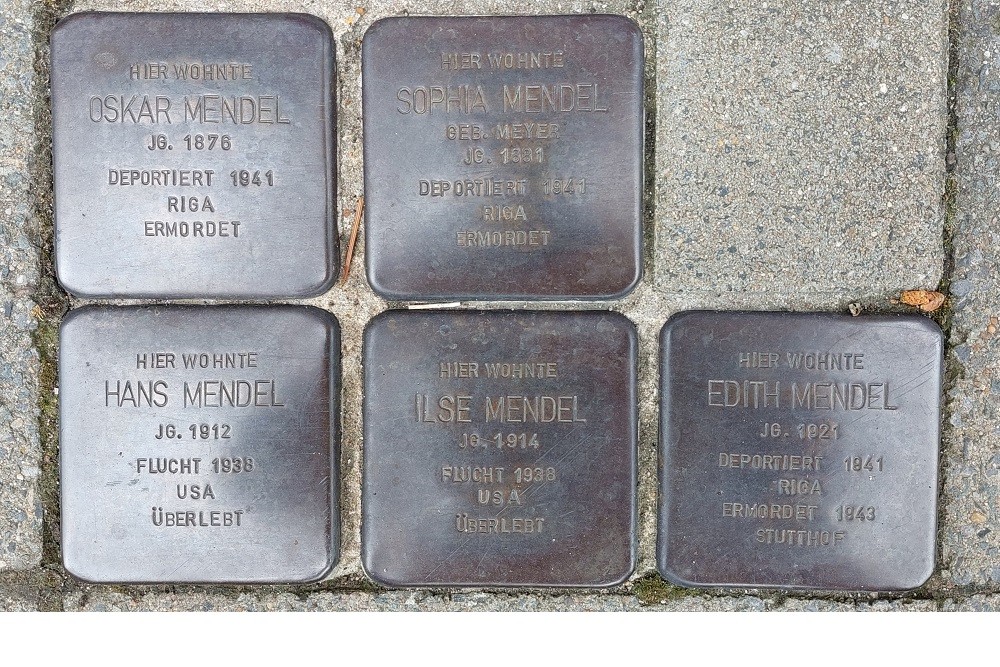 HIER WOHNTE
OSKAR MENDEL
JG. 1876
DEPORTIERT 1941
RIGA
ERMORDET
HIER WOHNTE
SOPHIA MENDEL
GEB. MEYER
JG. 1881
DEPORTIERT 1941
RIGA
ERMORDET
HIER WOHNTE
HANS MENDEL
JG. 1912
FLUCHT 1938
USA
ÜBERLEBT
HIER WOHNTE
ILSE MENDEL
JG. 1914
FLUCHT 1938
USA
ÜBERLEBT
HIER WOHNTE
EDITH MENDEL
JG. 1921
DEPORTIERT 1941
RIGA
ERMORDET 1943
STUTTHOF